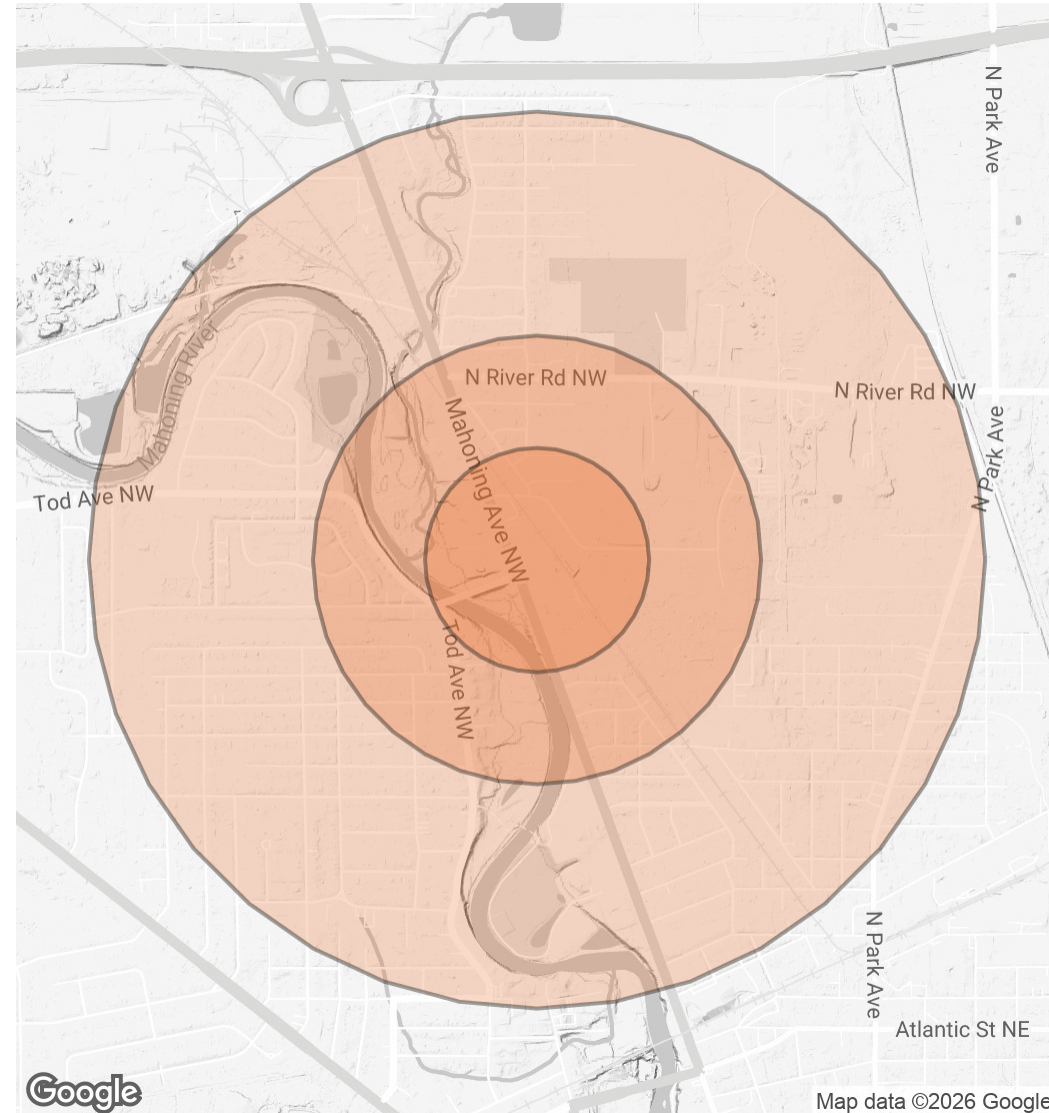 N Park Ave
N River Rd NW
N River Rd NW
Mahoning River
Mahoning Ave NW
N Park Ave
Tod Ave NW
Tod Ave NW
N Park Ave
Atlantic St NE
Google
Map data ©2026 Google